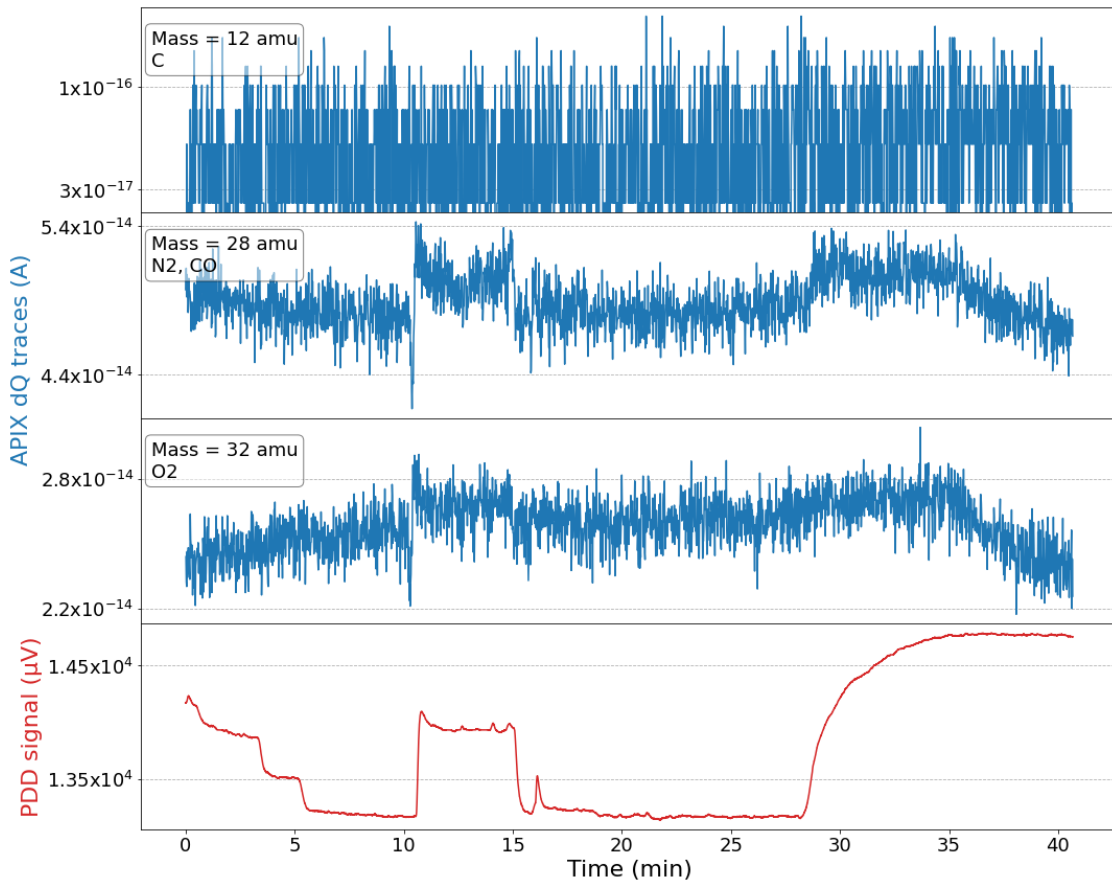 Mass = 12 amu
C
1x10⁻¹⁶
3x10⁻¹⁷
Mass = 28 amu
N2, CO
5.4x10⁻¹⁴
4.4x10⁻¹⁴
Mass = 32 amu
O2
2.8x10⁻¹⁴
2.2x10⁻¹⁴
APIX dQ traces (A)
1.45x10⁴
1.35x10⁴
PDD signal (µV)
0 5 10 15 20 25 30 35 40
Time (min)